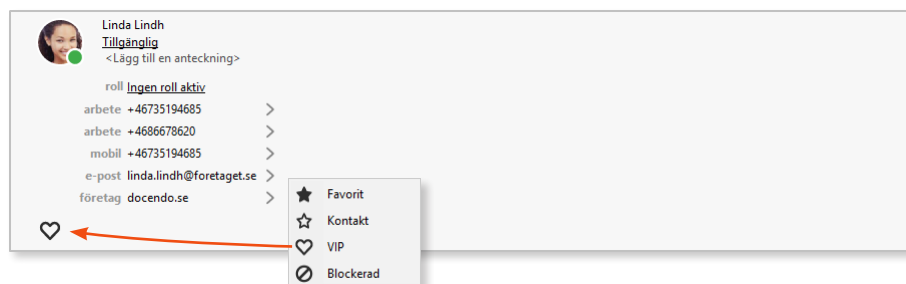 Linda Lindh
Tillgänglig
<Lägg till en anteckning>
roll Ingen roll aktiv
arbete +46735194685
arbete +4686678620
mobil +46735194685
e-post linda.lindh@foretaget.se
företag docendo.se
Favorit
Kontakt
VIP
Blockerad